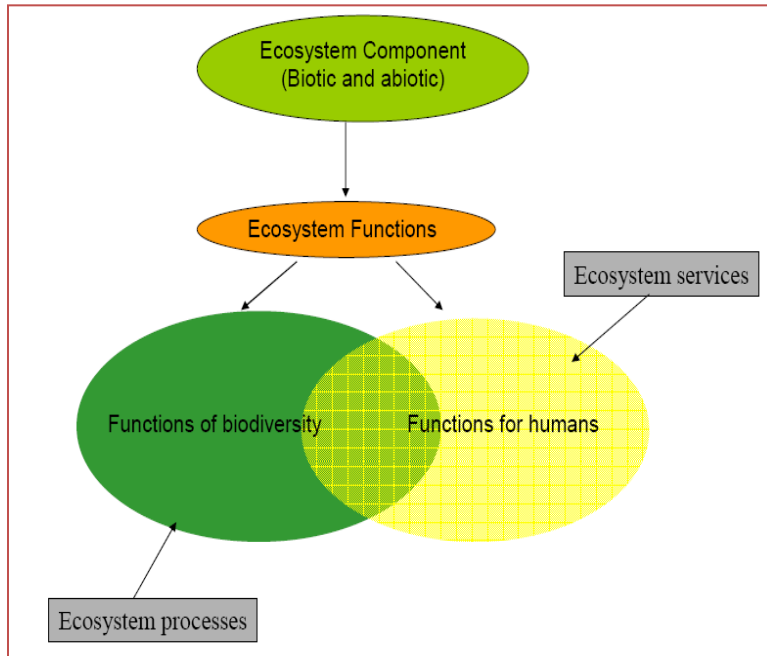 Ecosystem Component
(Biotic and abiotic)
Ecosystem Functions
Ecosystem services
Functions of biodiversity
Functions for humans
Ecosystem processes